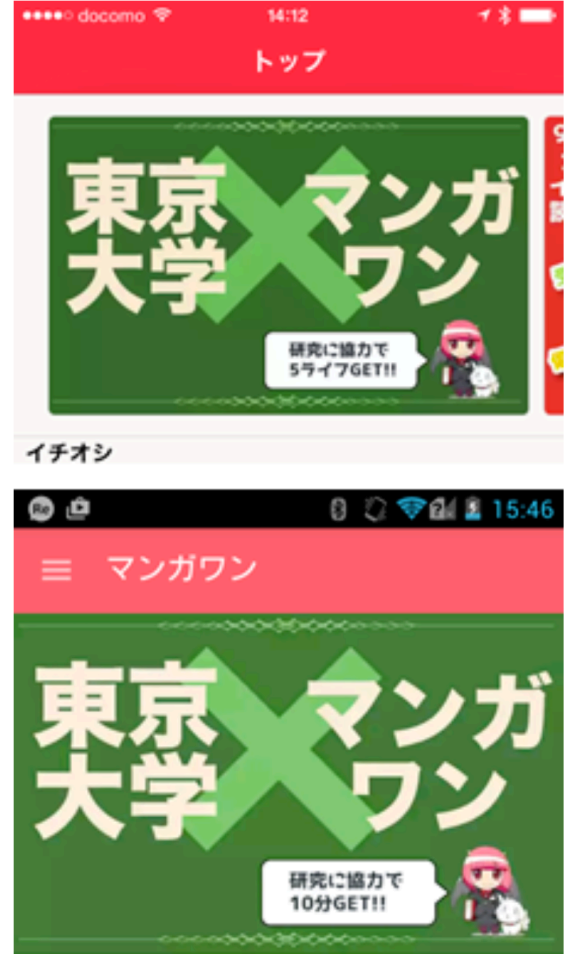 docomo 14:12
トップ
東京 マンガ
大学 ワン
研究に協力で
5ライフGET!!
イチオシ
Re 15:46
マンガワン
東京 マンガ
大学 ワン
研究に協力で
10分GET!!